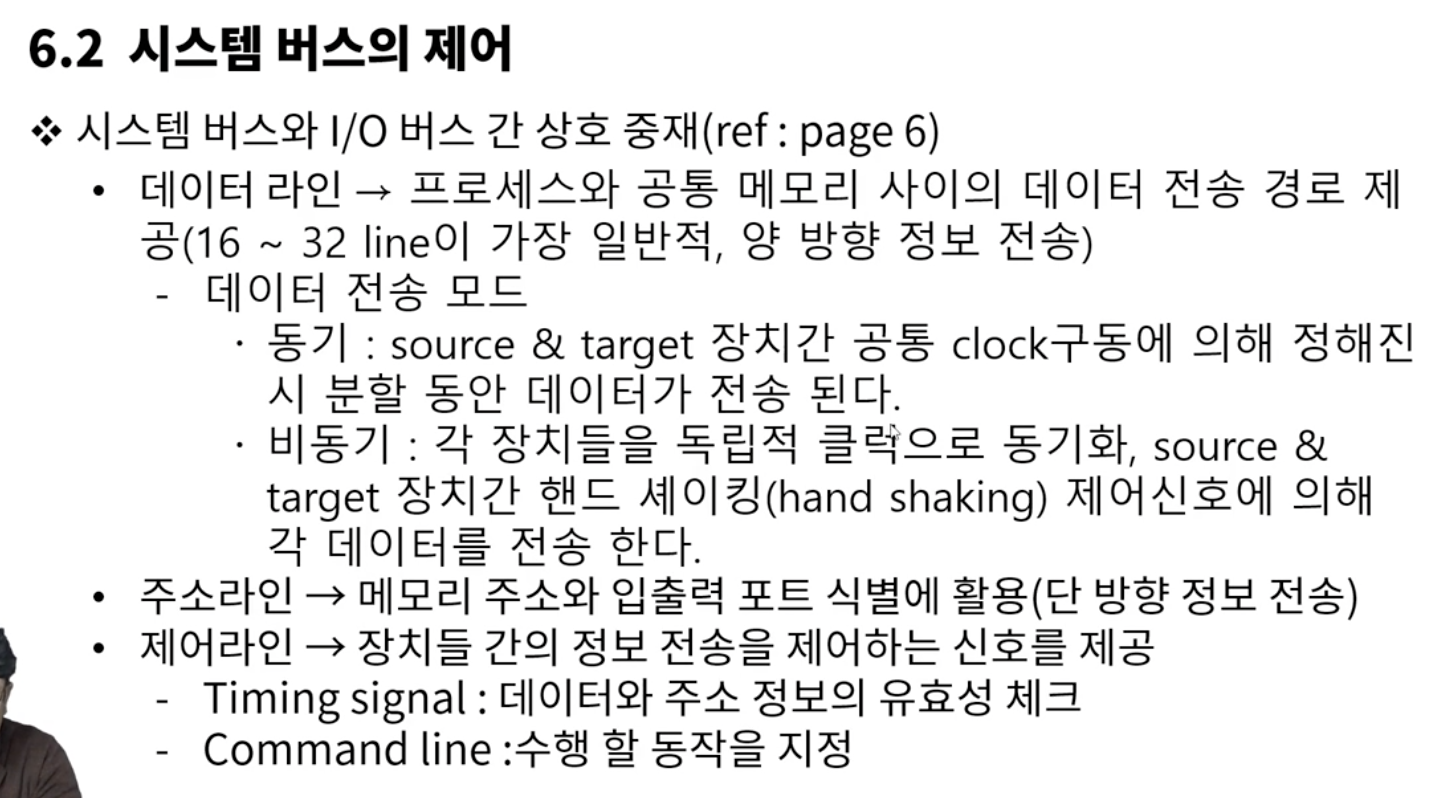 6.2 시스템 버스의 제어
❖ 시스템 버스와 I/O 버스 간 상호 중재(ref : page 6)
• 데이터 라인 → 프로세스와 공통 메모리 사이의 데이터 전송 경로 제
공(16 ~ 32 line이 가장 일반적, 양 방향 정보 전송)
- 데이터 전송 모드
· 동기 : source & target 장치간 공통 clock구동에 의해 정해진
시 분할 동안 데이터가 전송 된다.
· 비동기 : 각 장치들을 독립적 클럭으로 동기화, source &
target 장치간 핸드 셰이킹(hand shaking) 제어신호에 의해
각 데이터를 전송 한다.
• 주소라인 → 메모리 주소와 입출력 포트 식별에 활용(단 방향 정보 전송)
• 제어라인 → 장치들 간의 정보 전송을 제어하는 신호를 제공
- Timing signal : 데이터와 주소 정보의 유효성 체크
- Command line :수행 할 동작을 지정